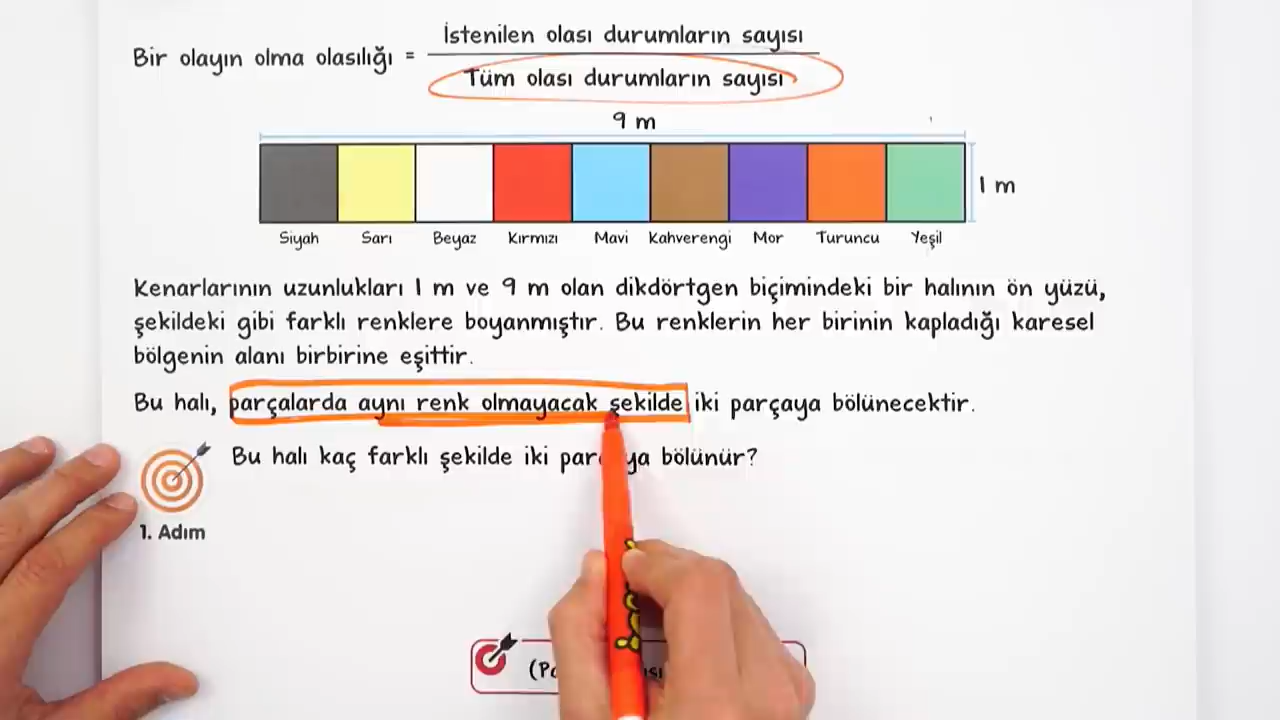 Bir olayın olma olasılığı = İstenilen olası durumların sayısı
Tüm olası durumların sayısı
9 m
1 m
Siyah Sarı Beyaz Kırmızı Mavi Kahverengi Mor Turuncu Yeşil
Kenarlarının uzunlukları 1 m ve 9 m olan dikdörtgen biçimindeki bir halının ön yüzü,
şekildeki gibi farklı renklere boyanmıştır. Bu renklerin her birinin kapladığı karesel
bölgenin alanı birbirine eşittir.
Bu halı, parçalarda aynı renk olmayacak şekilde iki parçaya bölünecektir.
Bu halı kaç farklı şekilde iki parçaya bölünür?
1. Adım